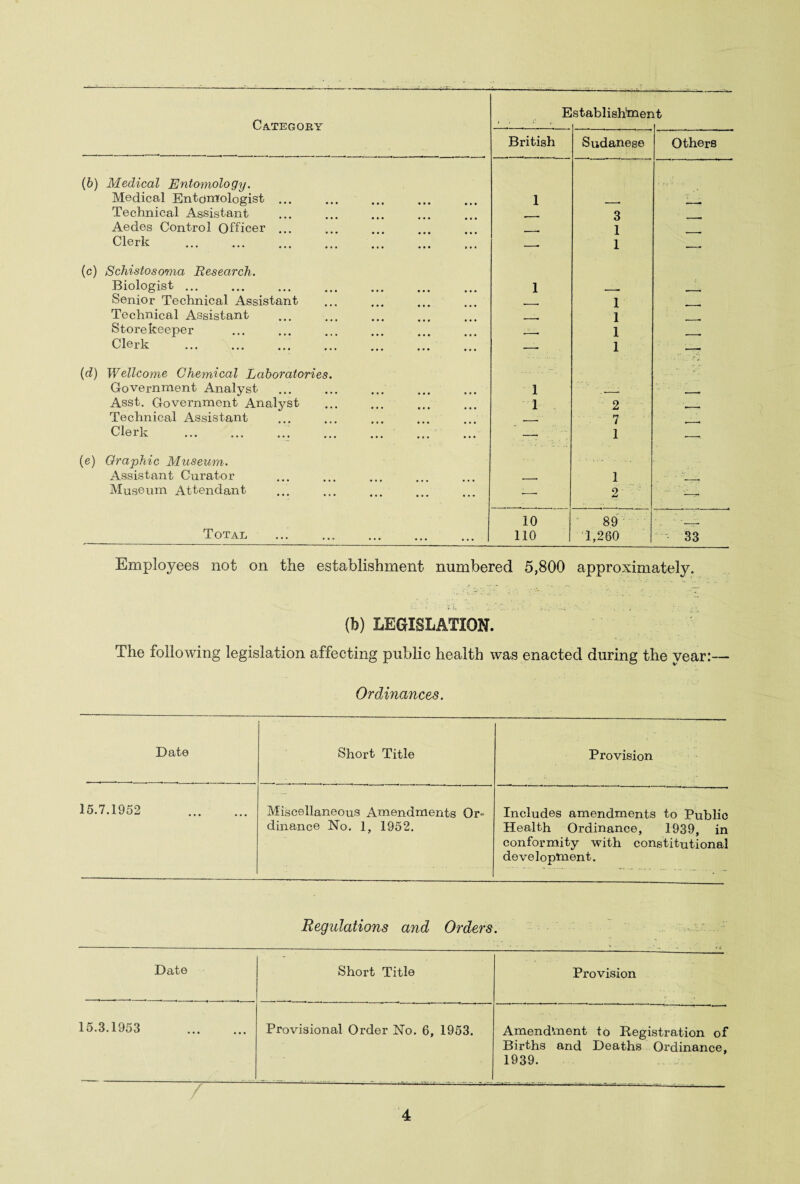 Category Establishment
British Sudanese Others
(b) Medical Entomology.
Medical Entomologist ... ... ... ... ... 1 — —
Technical Assistant ... ... ... ... ... — 3 —
Aedes Control Officer ... ... ... ... ... — 1 —
Clerk ... ... ... ... ... ... ... — 1 —
(c) Schistosoma Research.
Biologist ... ... ... ... ... ... ... 1 — —
Senior Technical Assistant ... ... ... ... — 1 —
Technical Assistant ... ... ... ... ... — 1 —
Storekeeper ... ... ... ... ... ... — 1 —
Clerk ... ... ... ... ... ... ... — 1 —
(d) Wellcome Chemical Laboratories.
Government Analyst ... ... ... ... ... 1 — —
Asst. Government Analyst ... ... ... ... 1 2 —
Technical Assistant ... ... ... ... ... — 7 —
Clerk ... ... ... ... ... ... ... — 1 —
(e) Graphic Museum.
Assistant Curator ... ... ... ... ... — 1 —
Museum Attendant ... ... ... ... ... — 2 —
10 89 —
Total ... ... ... ... ... 110 1,260 33
Employees not on the establishment numbered 5,800 approximately.
(b) LEGISLATION.
The following legislation affecting public health was enacted during the year:—
Ordinances.
Date Short Title Provision
15.7.1952 ... ... Miscellaneous Amendments Or- Includes amendments to Public
dinance No. 1, 1952. Health Ordinance, 1939, in
conformity with constitutional
development.
Regulations and Orders.
Date Short Title Provision
15.3.1953 ... ... Provisional Order No. 6, 1953. Amendment to Registration of
Births and Deaths Ordinance,
1939.
4